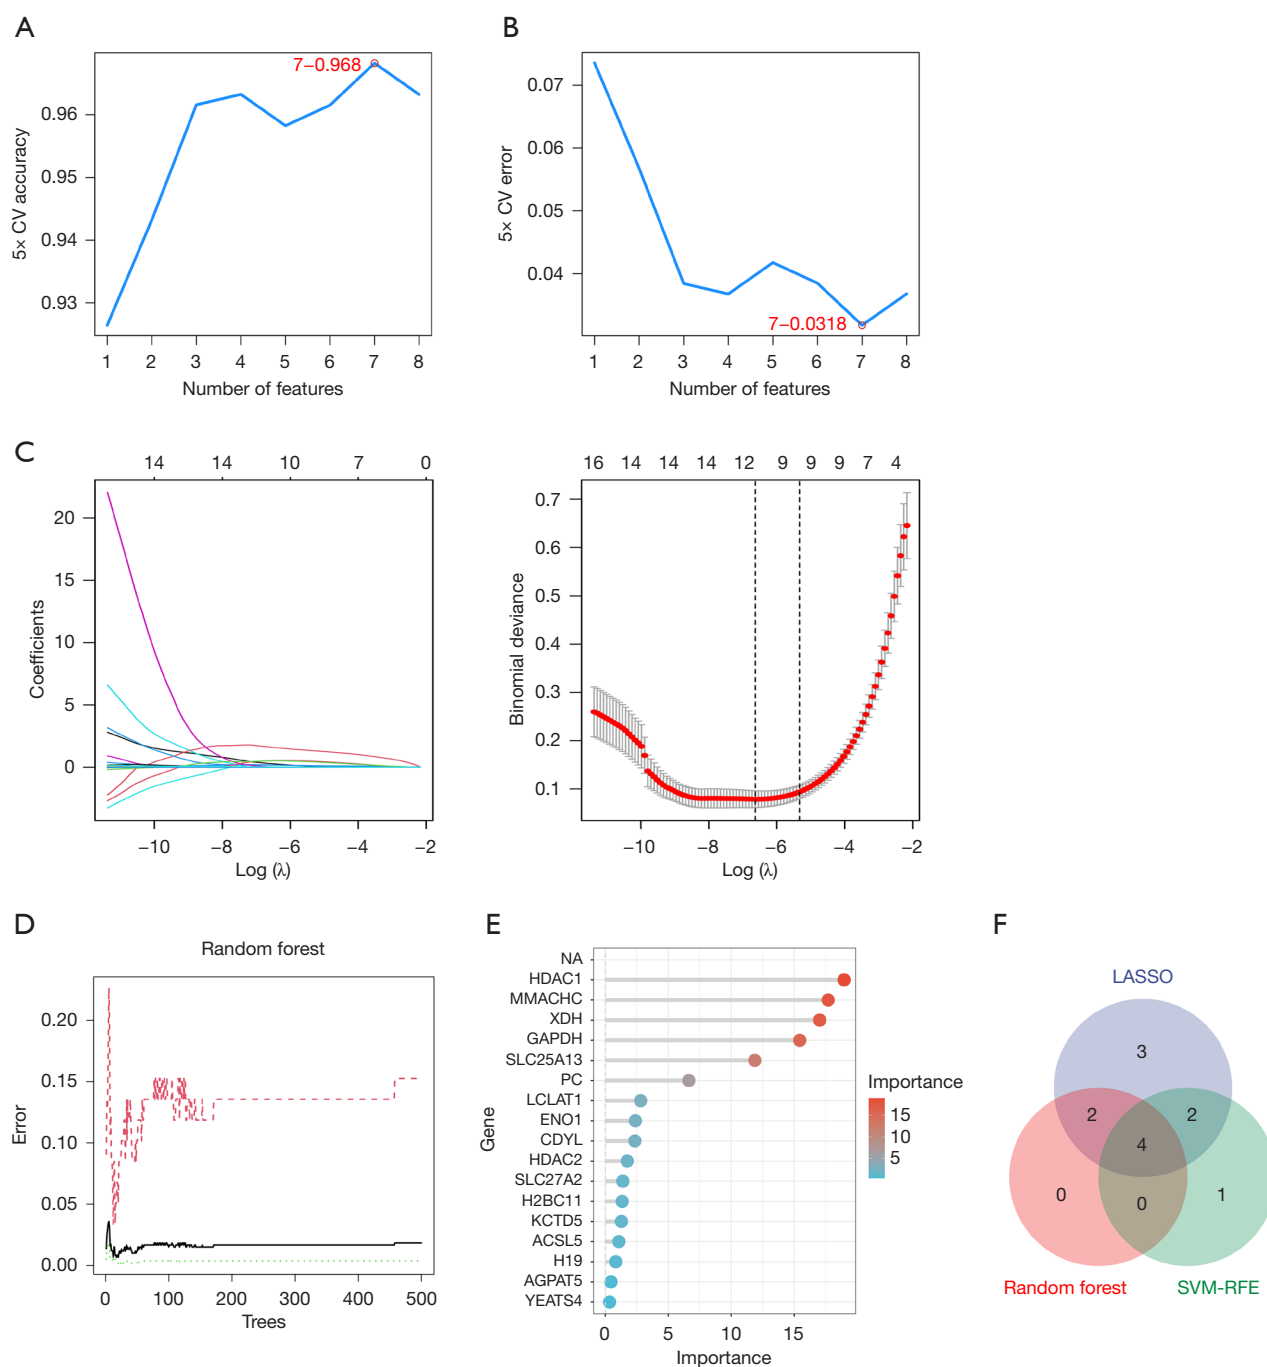 A
7–0.968
5× CV accuracy
0.96
0.95
0.94
0.93
1 2 3 4 5 6 7 8
Number of features
B
7–0.0318
5× CV error
0.07
0.06
0.05
0.04
1 2 3 4 5 6 7 8
Number of features
C
14 14 10 7 0
Coefficients
20
15
10
5
0
−10 −8 −6 −4 −2
Log (λ)
16 14 14 14 12 9 9 9 7 4
Binomial deviance
0.7
0.6
0.5
0.4
0.3
0.2
0.1
−10 −8 −6 −4 −2
Log (λ)
D
Random forest
Error
0.20
0.15
0.10
0.05
0.00
0 100 200 300 400 500
Trees
E
Gene
NA
HDAC1
MMACHC
XDH
GAPDH
SLC25A13
PC
LCLAT1
ENO1
CDYL
HDAC2
SLC27A2
H2BC11
KCTD5
ACSL5
H19
AGPAT5
YEATS4
0 5 10 15
Importance
Importance
15
10
5
F
LASSO
3
2 2
4
0 0 1
Random forest SVM-RFE